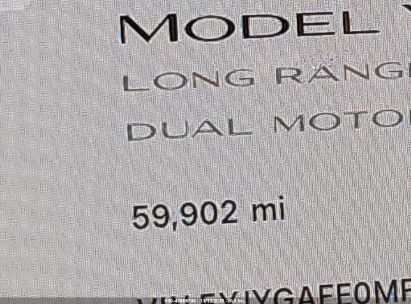 MODEL Y
LONG RANG
DUAL MOTO
59,902 mi